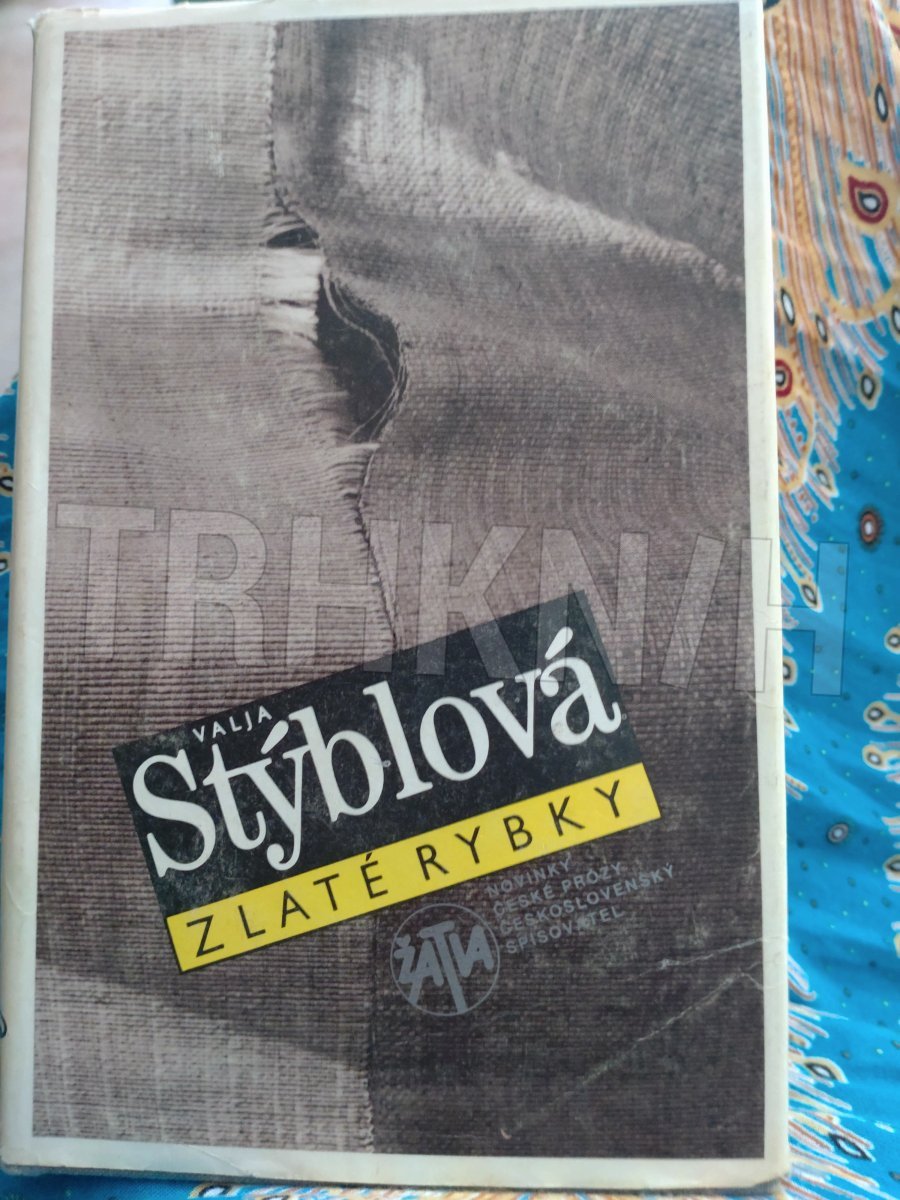 TRHKNIH
VALJA
Stýblová
ZLATÉ RYBKY
NOVINKY
ČESKÉ PRÓZY
ČESKOSLOVENSKÝ
SPISOVATEL
ŽATVA